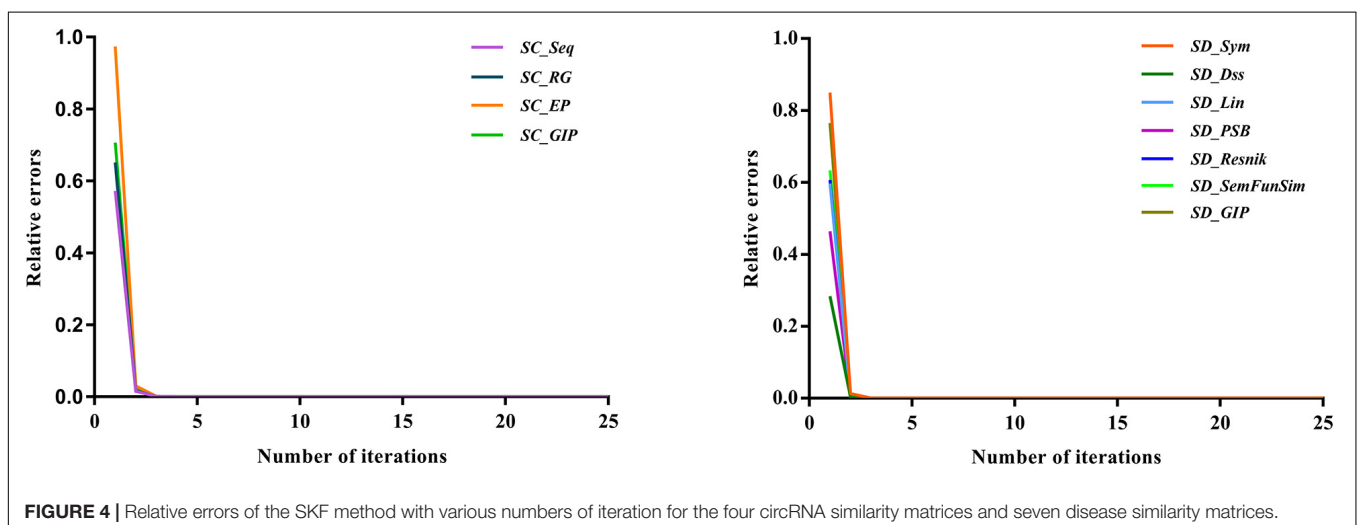 1.0
0.8
0.6
0.4
0.2
0.0
Relative errors
0
5
10
15
20
25
Number of iterations
SC_Seq
SC_RG
SC_EP
SC_GIP
1.0
0.8
0.6
0.4
0.2
0.0
Relative errors
0
5
10
15
20
25
Number of iterations
SD_Sym
SD_Dss
SD_Lin
SD_PSB
SD_Resnik
SD_SemFunSim
SD_GIP
FIGURE 4 | Relative errors of the SKF method with various numbers of iteration for the four circRNA similarity matrices and seven disease similarity matrices.